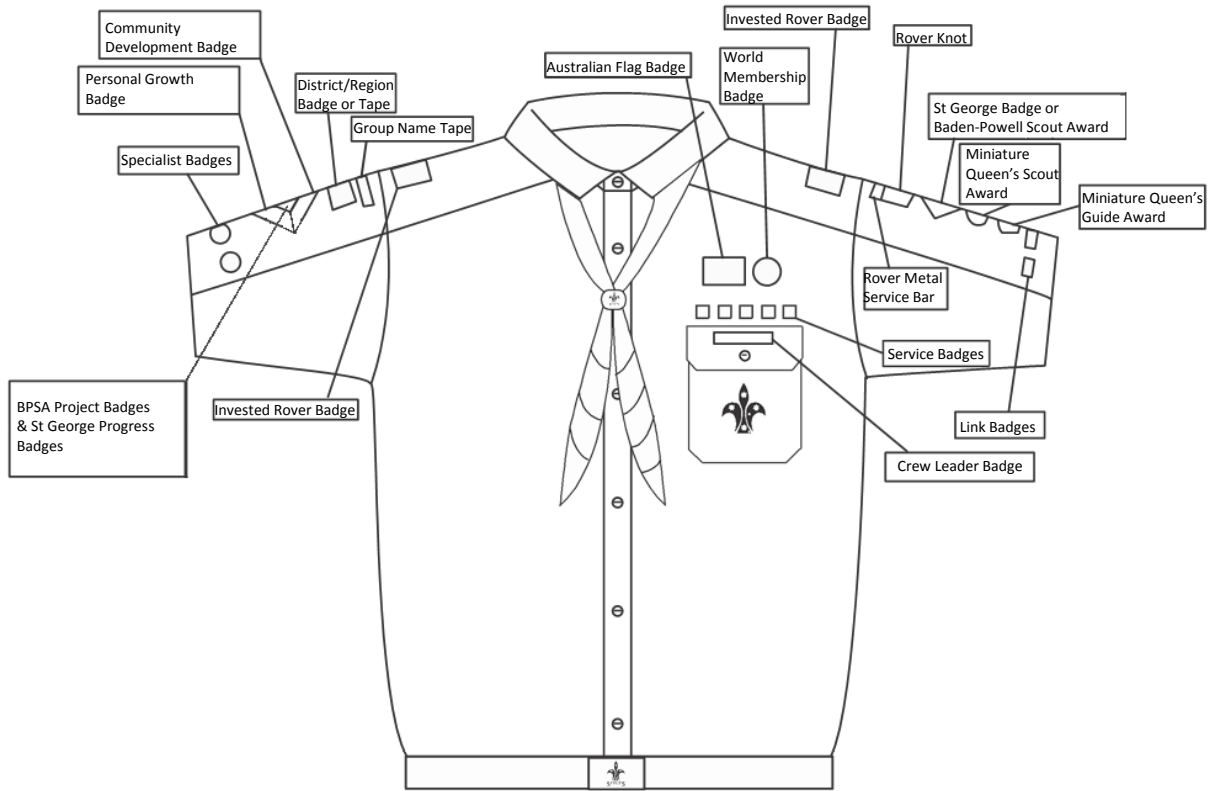 Community
Development Badge
Personal Growth
Badge
District/Region
Badge or Tape
Group Name Tape
Specialist Badges
Australian Flag Badge
Invested Rover Badge
World
Membership
Badge
Rover Knot
St George Badge or
Baden-Powell Scout Award
Miniature
Queen's Scout
Award
Miniature Queen's
Guide Award
Rover Metal
Service Bar
Service Badges
BPSA Project Badges
& St George Progress
Badges
Invested Rover Badge
Link Badges
Crew Leader Badge